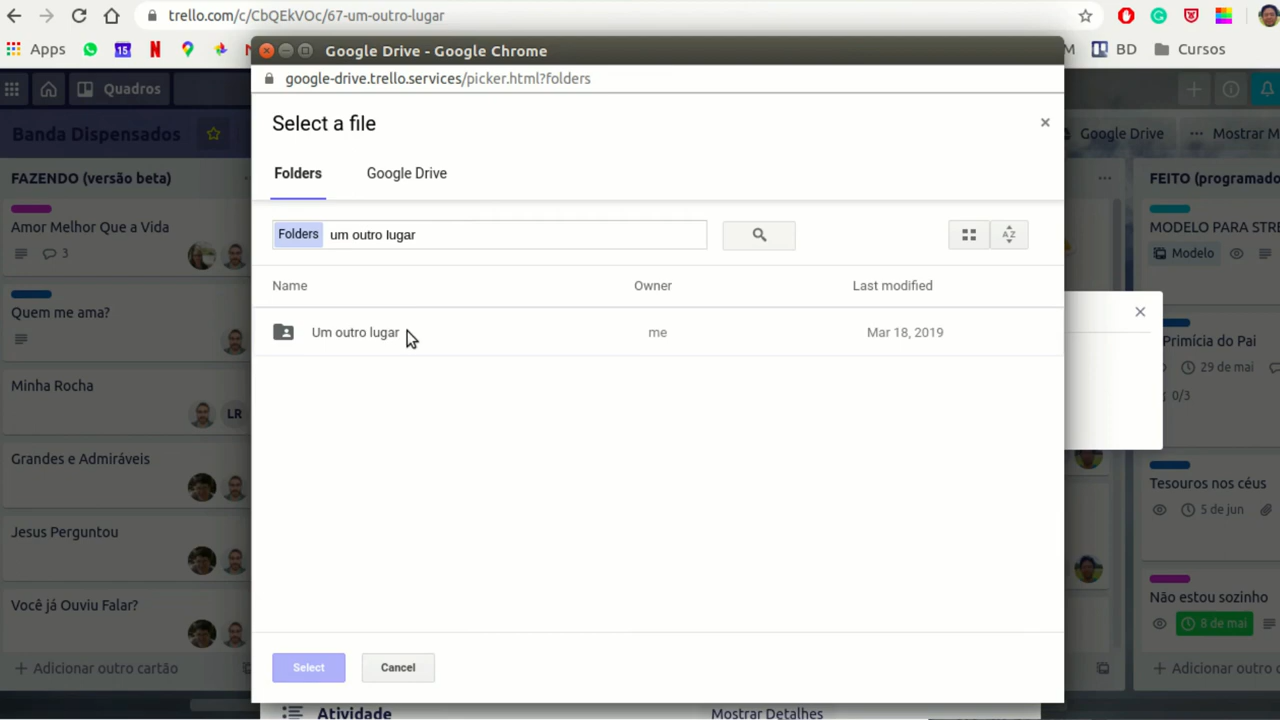 trello.com/c/CbQEkVOc/67-um-outro-lugar
Apps
15
N
M
BD
Cursos
Google Drive - Google Chrome
google-drive.trello.services/picker.html?folders
Quadros
Banda Dispensados
Google Drive
Mostrar M
Select a file
Folders
Google Drive
Folders um outro lugar
AZ
Name
Owner
Last modified
Um outro lugar
me
Mar 18, 2019
Select
Cancel
FAZENDO (versão beta)
Amor Melhor Que a Vida
3
Quem me ama?
Minha Rocha
LR
Grandes e Admiráveis
Jesus Perguntou
Você já Ouviu Falar?
+ Adicionar outro cartão
FEITO (programado
MODELO PARA STRE
Modelo
Primícia do Pai
29 de mai
0/3
Tesouros nos céus
5 de jun
Não estou sozinho
8 de mai
+ Adicionar outro c
Atividade
Mostrar Detalhes